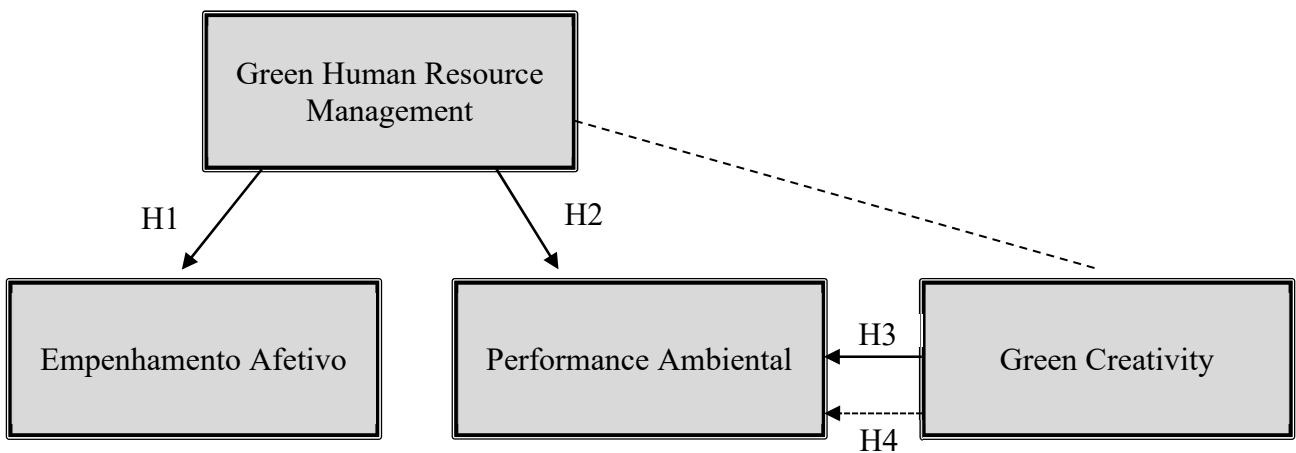 Green Human Resource
Management
H1
H2
Empenhamento Afetivo
Performance Ambiental
H3
Green Creativity
H4